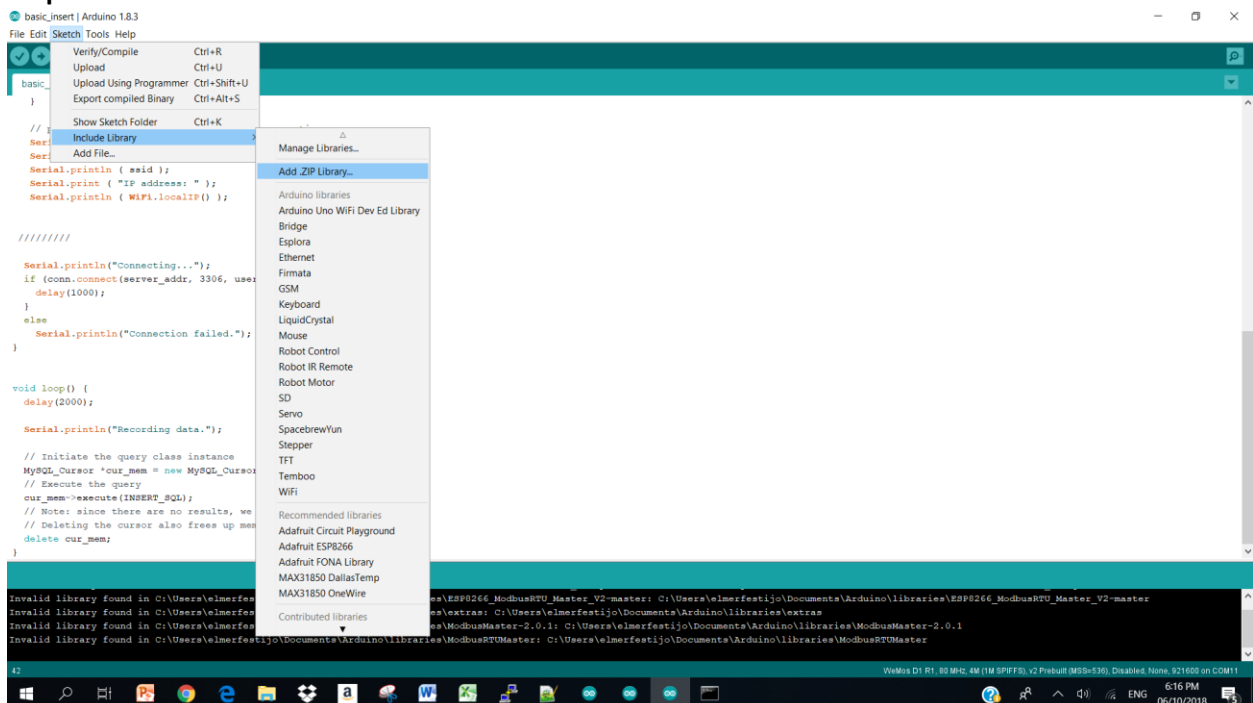 basic_insert | Arduino 1.8.3
File Edit Sketch Tools Help
Verify/Compile Ctrl+R
Upload Ctrl+U
Upload Using Programmer Ctrl+Shift+U
Export compiled Binary Ctrl+Alt+S
Show Sketch Folder Ctrl+K
Include Library
Add File...
Manage Libraries...
Add .ZIP Library...
Arduino libraries
Arduino Uno WiFi Dev Ed Library
Bridge
Esplora
Ethernet
Firmata
GSM
Keyboard
LiquidCrystal
Mouse
Robot Control
Robot IR Remote
Robot Motor
SD
Servo
SpacebrewYun
Stepper
TFT
Temboo
WiFi
Recommended libraries
Adafruit Circuit Playground
Adafruit ESP8266
Adafruit FONA Library
MAX31850 DallasTemp
MAX31850 OneWire
Contributed libraries
basic_
}
//
Ser
Ser
Serial.println ( ssid );
Serial.print ( "IP address: " );
Serial.println ( WiFi.localIP() );
/////////
Serial.println("Connecting...");
if (conn.connect(server_addr, 3306, user
delay(1000);
}
else
Serial.println("Connection failed.");
}
void loop() {
delay(2000);
Serial.println("Recording data.");
// Initiate the query class instance
MySQL_Cursor *cur_mem = new MySQL_Cursor
// Execute the query
cur_mem->execute(INSERT_SQL);
// Note: since there are no results, we
// Deleting the cursor also frees up mem
delete cur_mem;
}
Invalid library found in C:\Users\elmerfes es\ESP8266_ModbusRTU_Master_V2-master: C:\Users\elmerfestijo\Documents\Arduino\libraries\ESP8266_ModbusRTU_Master_V2-master
Invalid library found in C:\Users\elmerfes es\extras: C:\Users\elmerfestijo\Documents\Arduino\libraries\extras
Invalid library found in C:\Users\elmerfes es\ModbusMaster-2.0.1: C:\Users\elmerfestijo\Documents\Arduino\libraries\ModbusMaster-2.0.1
Invalid library found in C:\Users\elmerfestijo\Documents\Arduino\libraries\ModbusRTUMaster: C:\Users\elmerfestijo\Documents\Arduino\libraries\ModbusRTUMaster
42 WeMos D1 R1, 80 MHz, 4M (1M SPIFFS), v2 Prebuilt (MSS=536), Disabled, None, 921600 on COM11
ENG
6:16 PM
06/10/2018